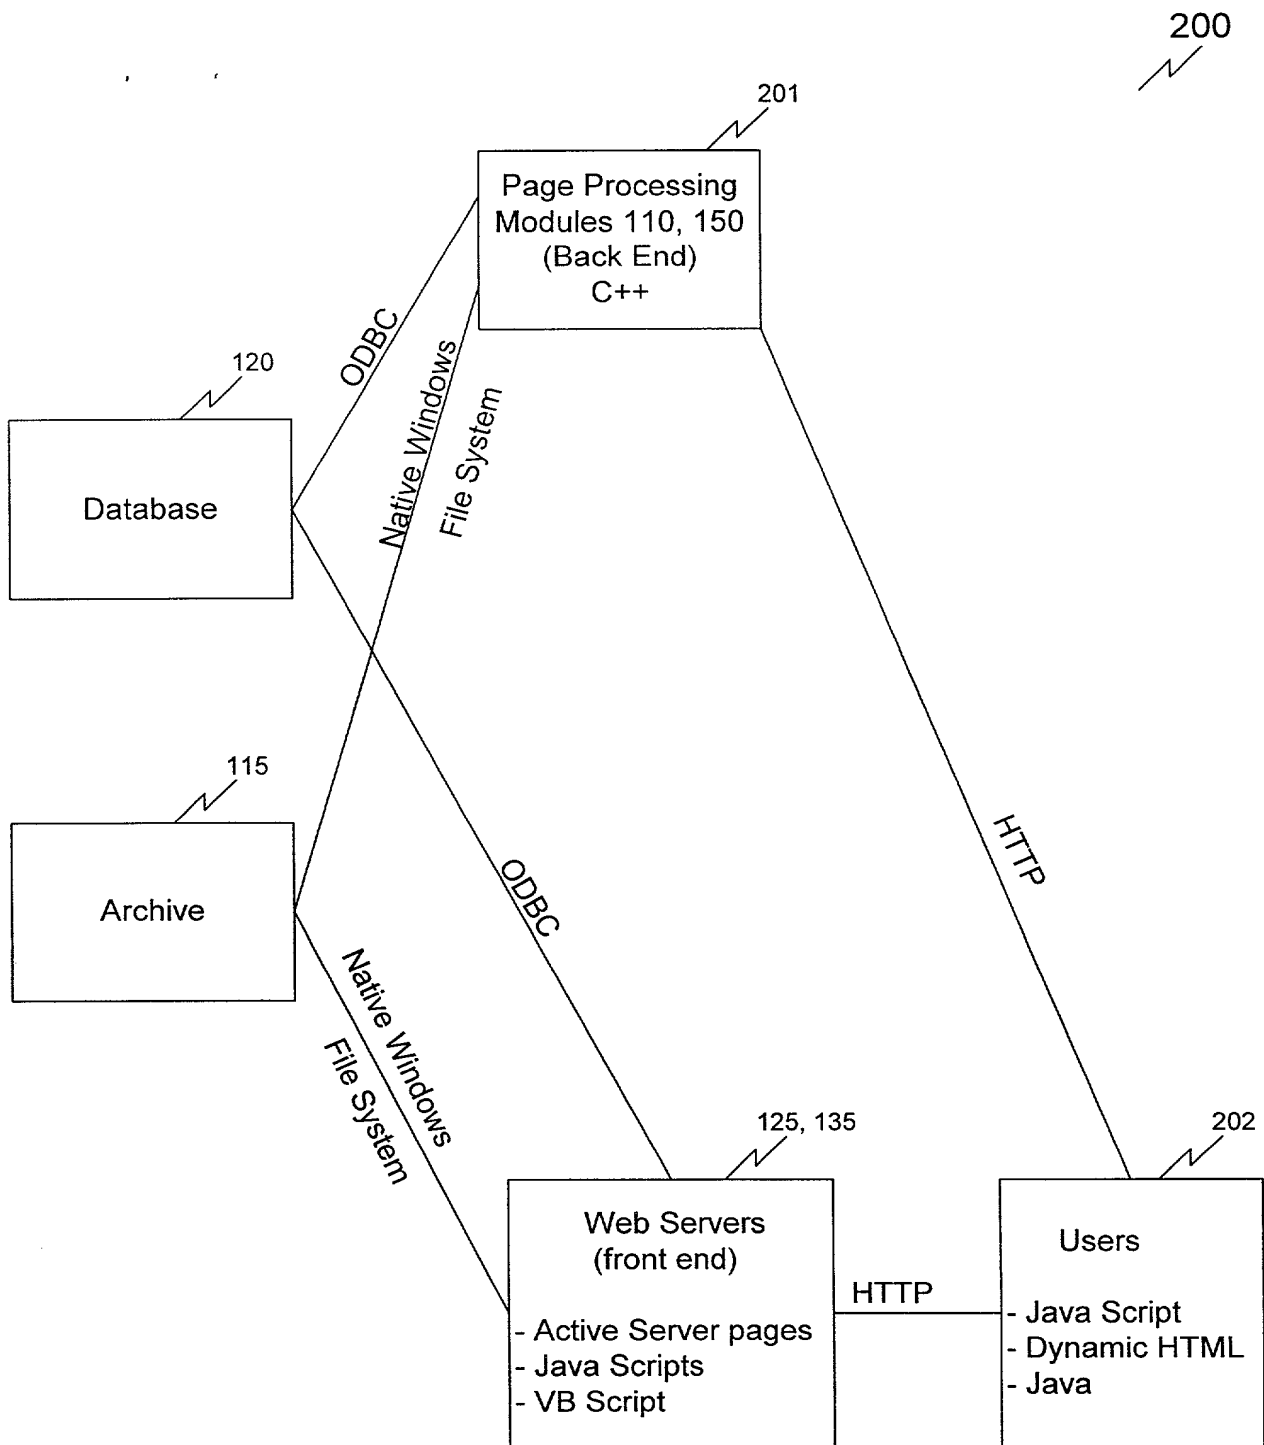 200
201
Page Processing
Modules 110, 150
(Back End)
C++
ODBC
Native Windows
File System
120
Database
115
Archive
ODBC
Native Windows
File System
HTTP
125, 135
Web Servers
(front end)
- Active Server pages
- Java Scripts
- VB Script
HTTP
202
Users
- Java Script
- Dynamic HTML
- Java